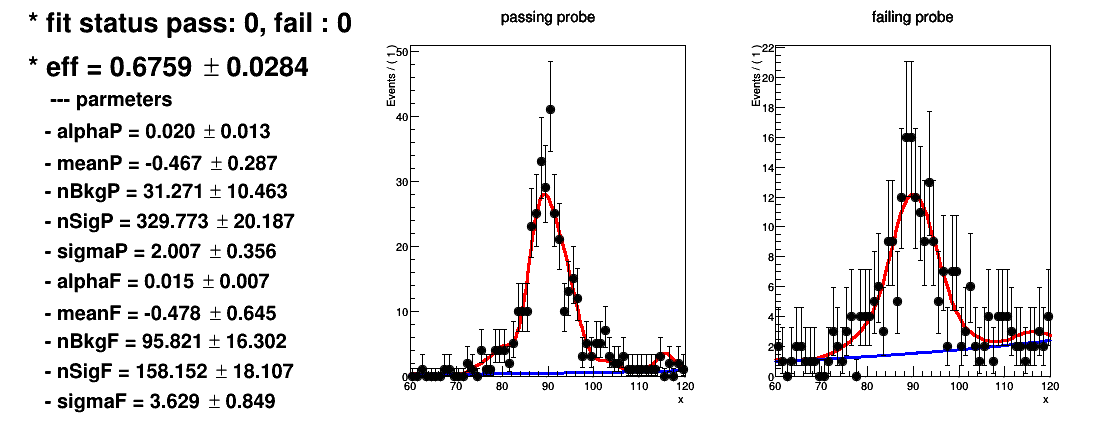 * fit status pass: 0, fail : 0
* eff = 0.6759 ± 0.0284
--- parmeters
- alphaP = 0.020 ± 0.013
- meanP = -0.467 ± 0.287
- nBkgP = 31.271 ± 10.463
- nSigP = 329.773 ± 20.187
- sigmaP = 2.007 ± 0.356
- alphaF = 0.015 ± 0.007
- meanF = -0.478 ± 0.645
- nBkgF = 95.821 ± 16.302
- nSigF = 158.152 ± 18.107
- sigmaF = 3.629 ± 0.849
passing probe
Events / ( 1 )
50
40
30
20
10
0
60 70 80 90 100 110 120
x
failing probe
Events / ( 1 )
22
20
18
16
14
12
10
8
6
4
2
0
60 70 80 90 100 110 120
x